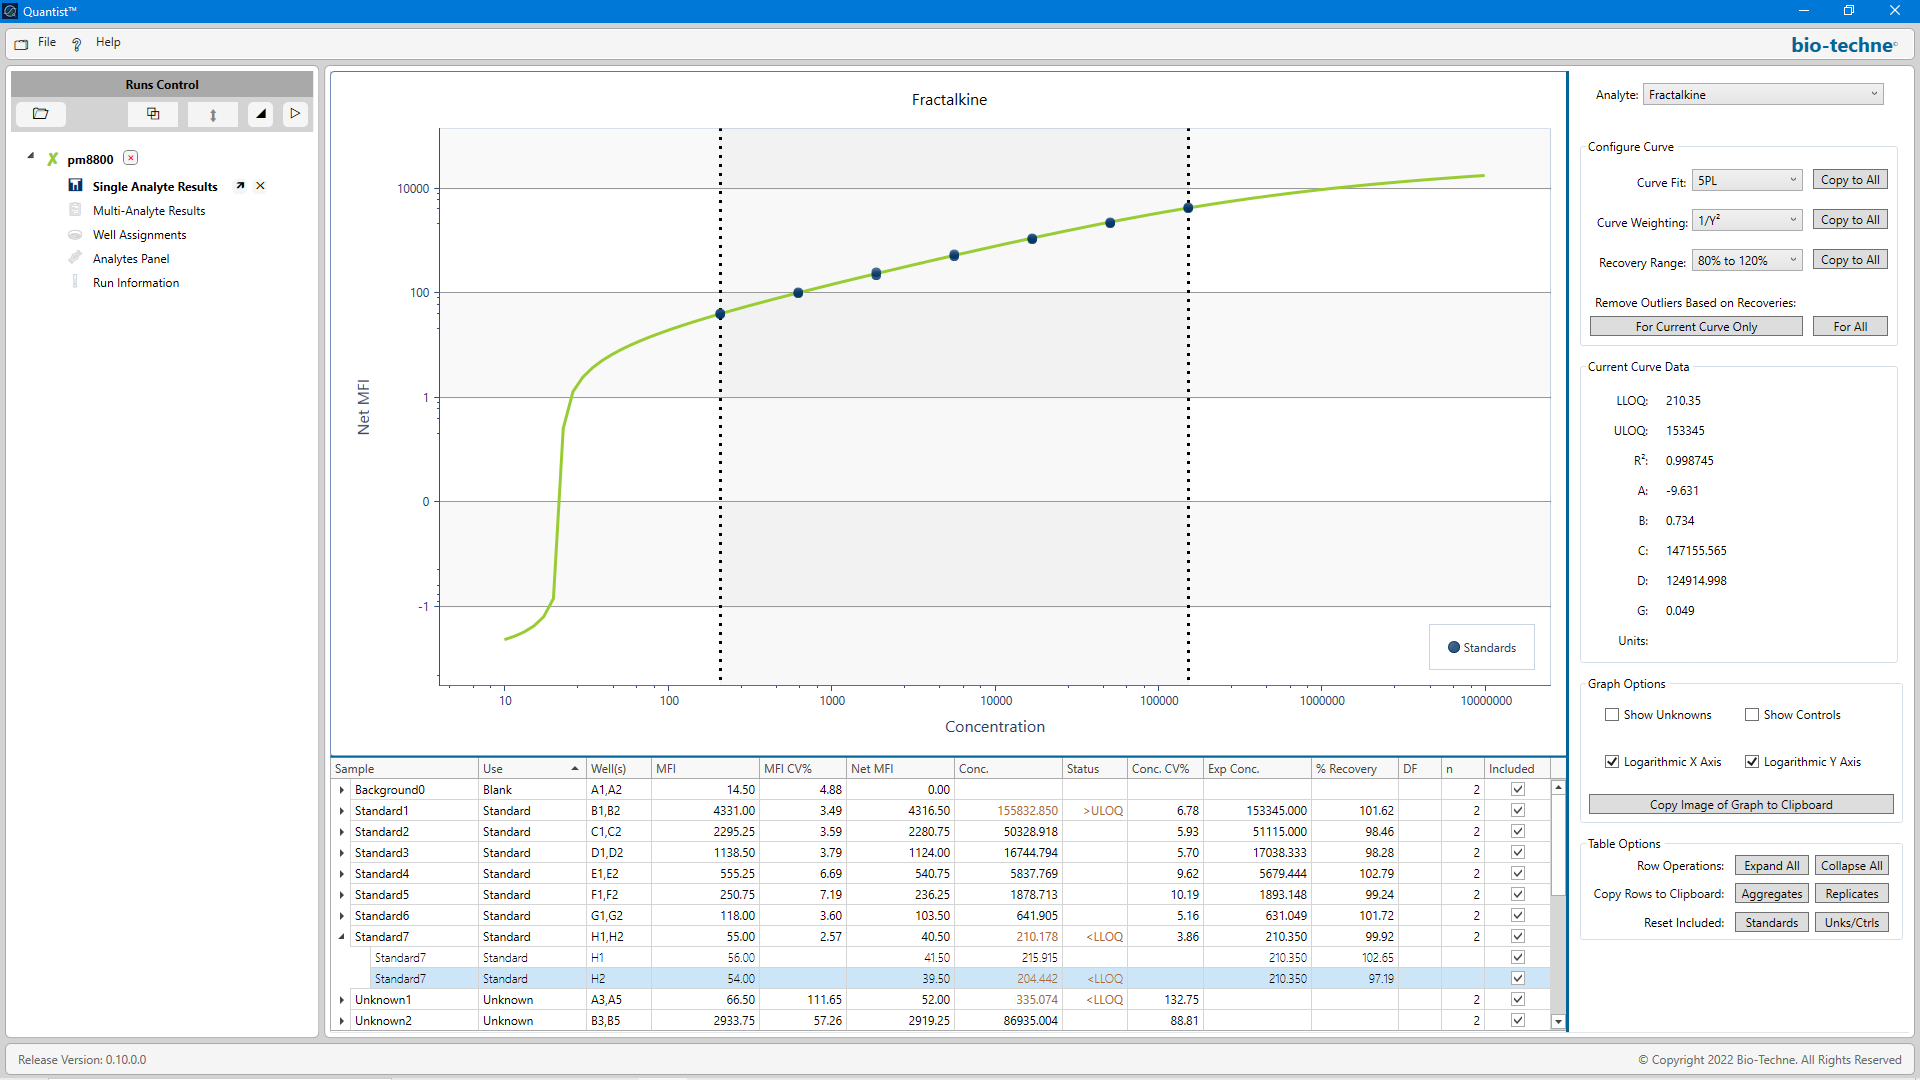 Quantist™
File Help
bio-techne
Runs Control
pm8800
Single Analyte Results
Multi-Analyte Results
Well Assignments
Analytes Panel
Run Information
Fractalkine
Net MFI
10000
100
1
0
-1
Standards
10 100 1000 10000 100000 1000000 10000000
Concentration
Sample Use Well(s) MFI MFI CV% Net MFI Conc. Status Conc. CV% Exp Conc. % Recovery DF n Included
Background0 Blank A1,A2 14.50 4.88 0.00 2
Standard1 Standard B1,B2 4331.00 3.49 4316.50 155832.850 >ULOQ 6.78 153345.000 101.62 2
Standard2 Standard C1,C2 2295.25 3.59 2280.75 50328.918 5.93 51115.000 98.46 2
Standard3 Standard D1,D2 1138.50 3.79 1124.00 16744.794 5.70 17038.333 98.28 2
Standard4 Standard E1,E2 555.25 6.69 540.75 5837.769 9.62 5679.444 102.79 2
Standard5 Standard F1,F2 250.75 7.19 236.25 1878.713 10.19 1893.148 99.24 2
Standard6 Standard G1,G2 118.00 3.60 103.50 641.905 5.16 631.049 101.72 2
Standard7 Standard H1,H2 55.00 2.57 40.50 210.178 <LLOQ 3.86 210.350 99.92 2
Standard7 Standard H1 56.00 41.50 215.915 210.350 102.65
Standard7 Standard H2 54.00 39.50 204.442 <LLOQ 210.350 97.19
Unknown1 Unknown A3,A5 66.50 111.65 52.00 335.074 <LLOQ 132.75 2
Unknown2 Unknown B3,B5 2933.75 57.26 2919.25 86935.004 88.81 2
Analyte: Fractalkine
Configure Curve
Curve Fit: 5PL Copy to All
Curve Weighting: 1/Y² Copy to All
Recovery Range: 80% to 120% Copy to All
Remove Outliers Based on Recoveries:
For Current Curve Only For All
Current Curve Data
LLOQ: 210.35
ULOQ: 153345
R²: 0.998745
A: -9.631
B: 0.734
C: 147155.565
D: 124914.998
G: 0.049
Units:
Graph Options
Show Unknowns Show Controls
Logarithmic X Axis Logarithmic Y Axis
Copy Image of Graph to Clipboard
Table Options
Row Operations: Expand All Collapse All
Copy Rows to Clipboard: Aggregates Replicates
Reset Included: Standards Unks/Ctrls
Release Version: 0.10.0.0
© Copyright 2022 Bio-Techne. All Rights Reserved